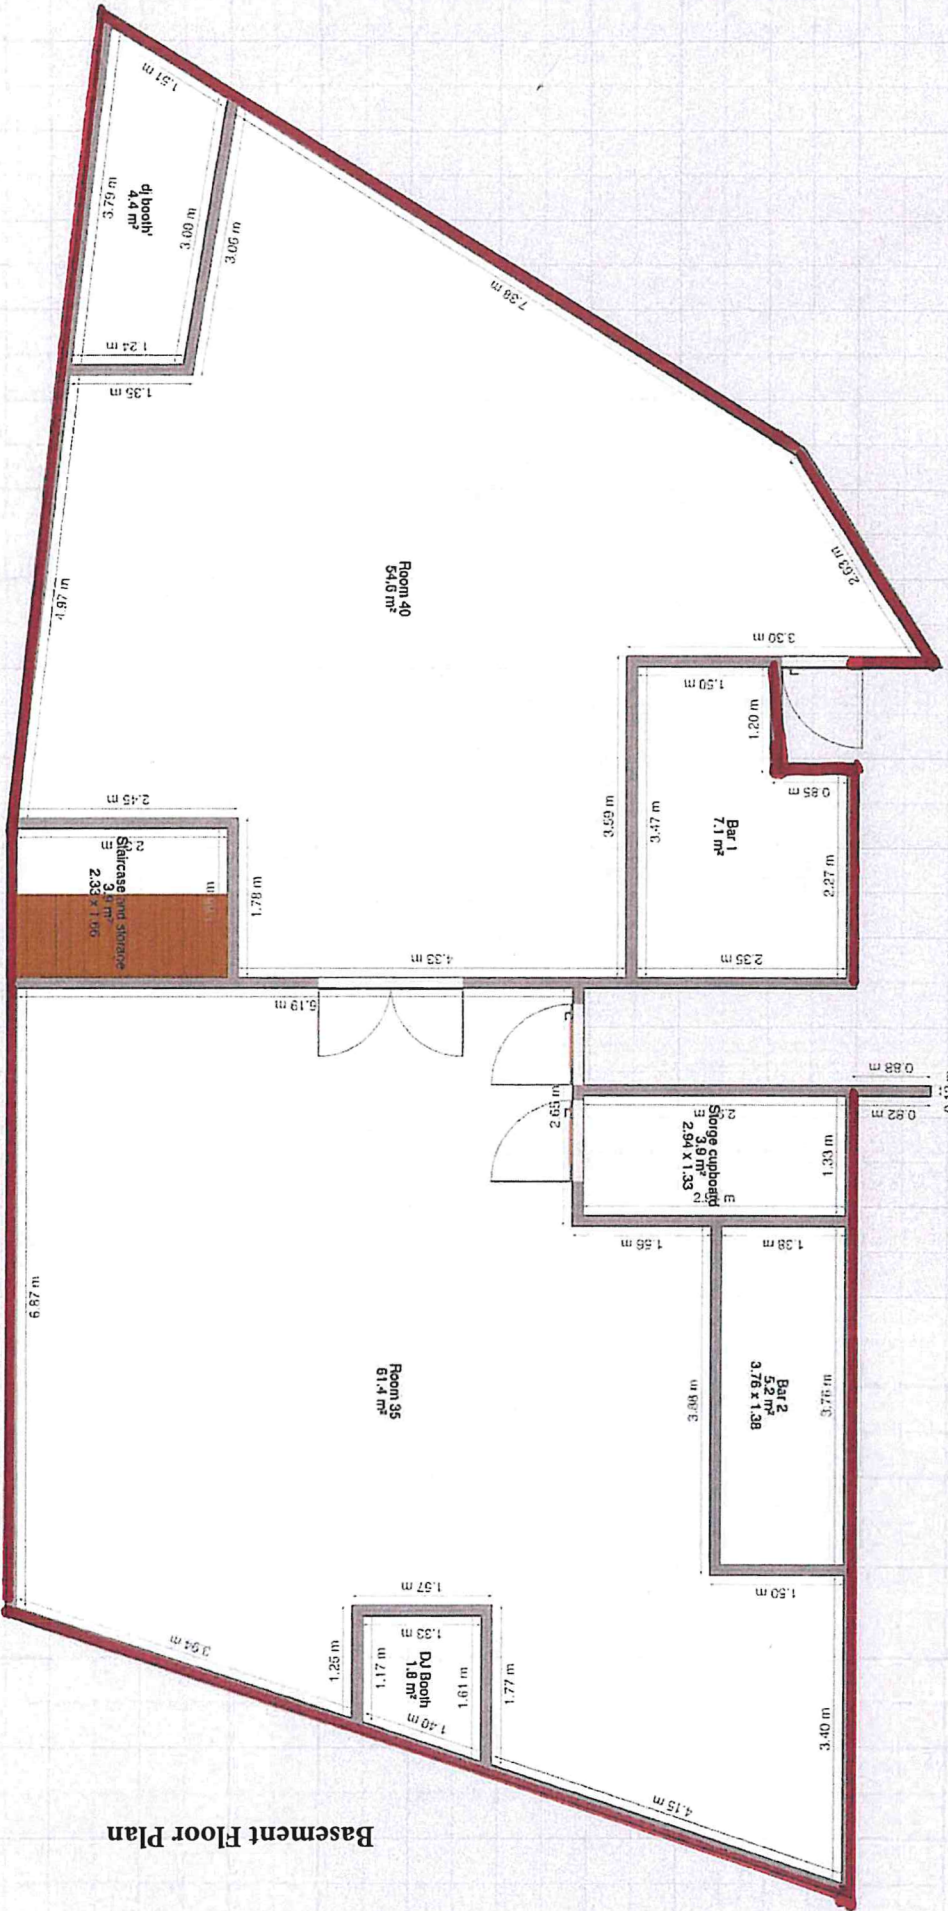 Basement Floor Plan
dj booth'
4.4 m²
1.51 m
3.79 m
3.00 m
3.06 m
1.24 m
1.35 m
7.38 m
2.63 m
Room 40
54.6 m²
4.97 m
3.30 m
1.50 m
1.20 m
0.85 m
Bar 1
7.1 m²
3.59 m
3.47 m
2.27 m
2.35 m
2.45 m
Staircase and storage
3.9 m²
2.33 x 1.66
1.78 m
4.33 m
5.19 m
0.88 m
0.82 m
2.65 m
Storge cupboard
3.9 m²
2.94 x 1.33
1.33 m
1.56 m
1.38 m
6.87 m
Room 35
61.4 m²
3.88 m
Bar 2
5.2 m²
3.76 x 1.38
3.76 m
1.50 m
1.57 m
1.33 m
DJ Booth
1.8 m²
1.25 m
1.17 m
1.61 m
1.77 m
1.40 m
3.94 m
4.15 m
3.40 m